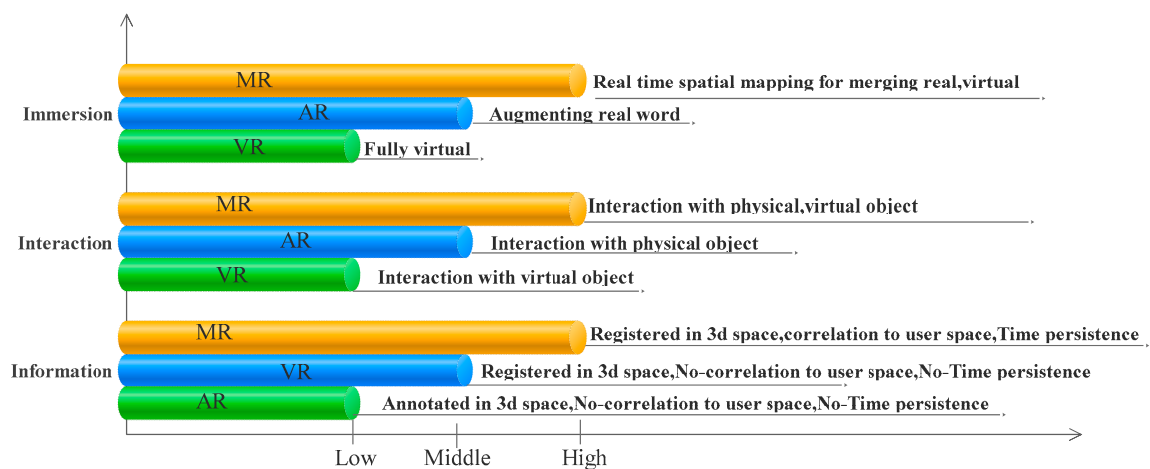 MR
Real time spatial mapping for merging real,virtual
Immersion
AR
Augmenting real word
VR
Fully virtual
MR
Interaction with physical,virtual object
Interaction
AR
Interaction with physical object
VR
Interaction with virtual object
MR
Registered in 3d space,correlation to user space,Time persistence
Information
VR
Registered in 3d space,No-correlation to user space,No-Time persistence
AR
Annotated in 3d space,No-correlation to user space,No-Time persistence
Low
Middle
High